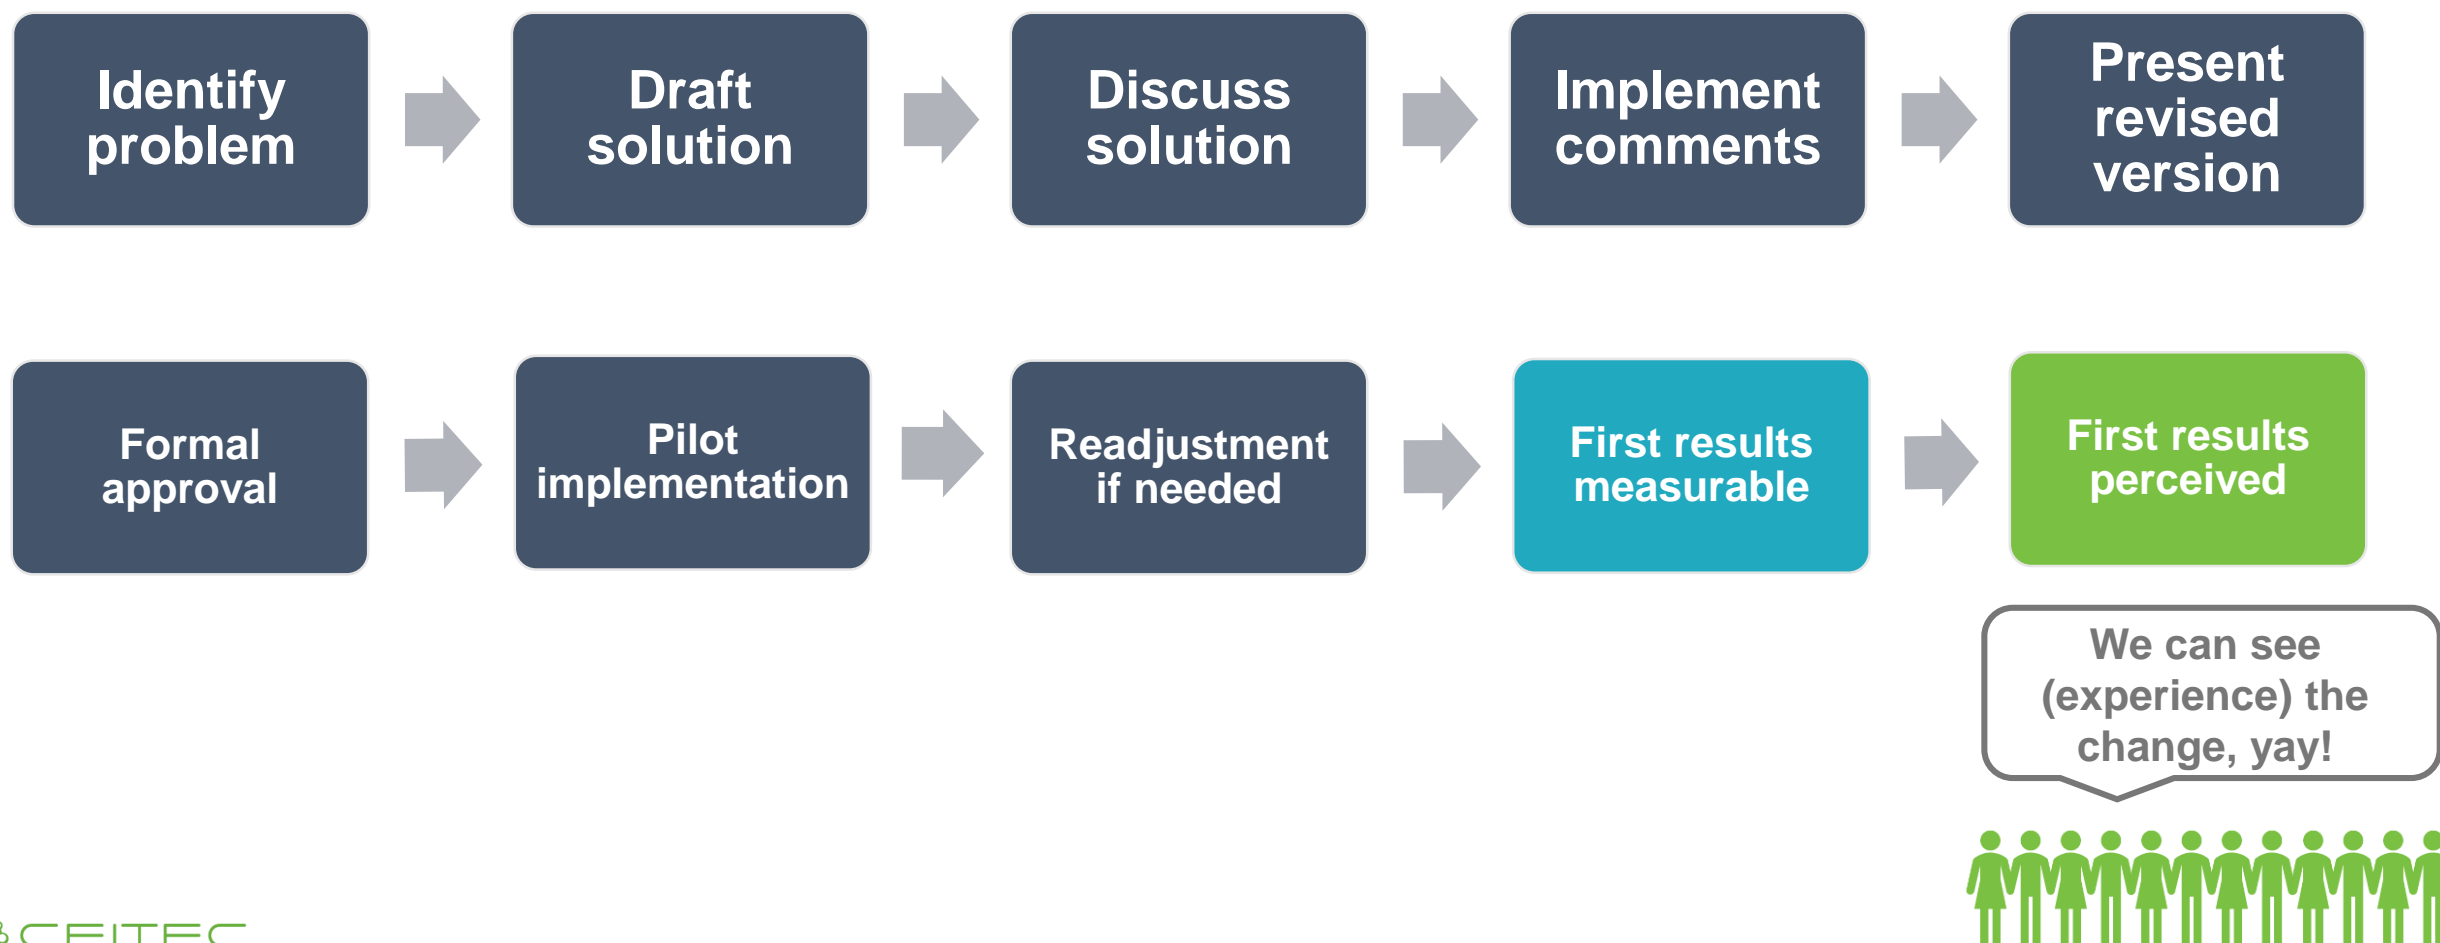 Identify
problem
Draft
solution
Discuss
solution
Implement
comments
Present
revised
version
Formal
approval
Pilot
implementation
Readjustment
if needed
First results
measurable
First results
perceived
We can see
(experience) the
change, yay!
CEITEC